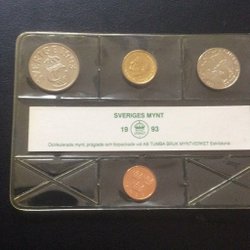 SVERIGES MYNT
19 93
Ocirkulerade mynt, präglade och förpackade vid AB TUMBA BRUK MYNTVERKET Eskilstuna